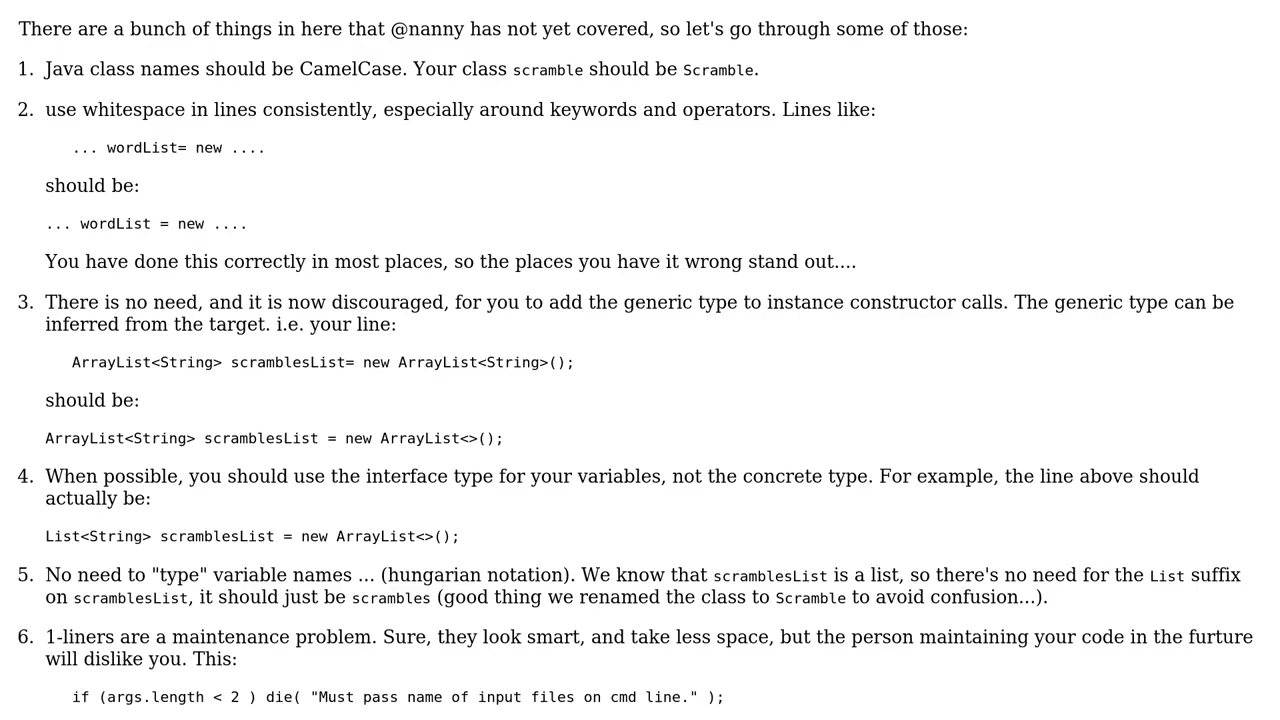 There are a bunch of things in here that @nanny has not yet covered, so let's go through some of those:
1. Java class names should be CamelCase. Your class scramble should be Scramble.
2. use whitespace in lines consistently, especially around keywords and operators. Lines like:
... wordList= new ....
should be:
... wordList = new ....
You have done this correctly in most places, so the places you have it wrong stand out....
3. There is no need, and it is now discouraged, for you to add the generic type to instance constructor calls. The generic type can be
inferred from the target. i.e. your line:
ArrayList<String> scramblesList= new ArrayList<String>();
should be:
ArrayList<String> scramblesList = new ArrayList<>();
4. When possible, you should use the interface type for your variables, not the concrete type. For example, the line above should
actually be:
List<String> scramblesList = new ArrayList<>();
5. No need to "type" variable names ... (hungarian notation). We know that scramblesList is a list, so there's no need for the List suffix
on scramblesList, it should just be scrambles (good thing we renamed the class to Scramble to avoid confusion...).
6. 1-liners are a maintenance problem. Sure, they look smart, and take less space, but the person maintaining your code in the furture
will dislike you. This:
if (args.length < 2 ) die( "Must pass name of input files on cmd line." );